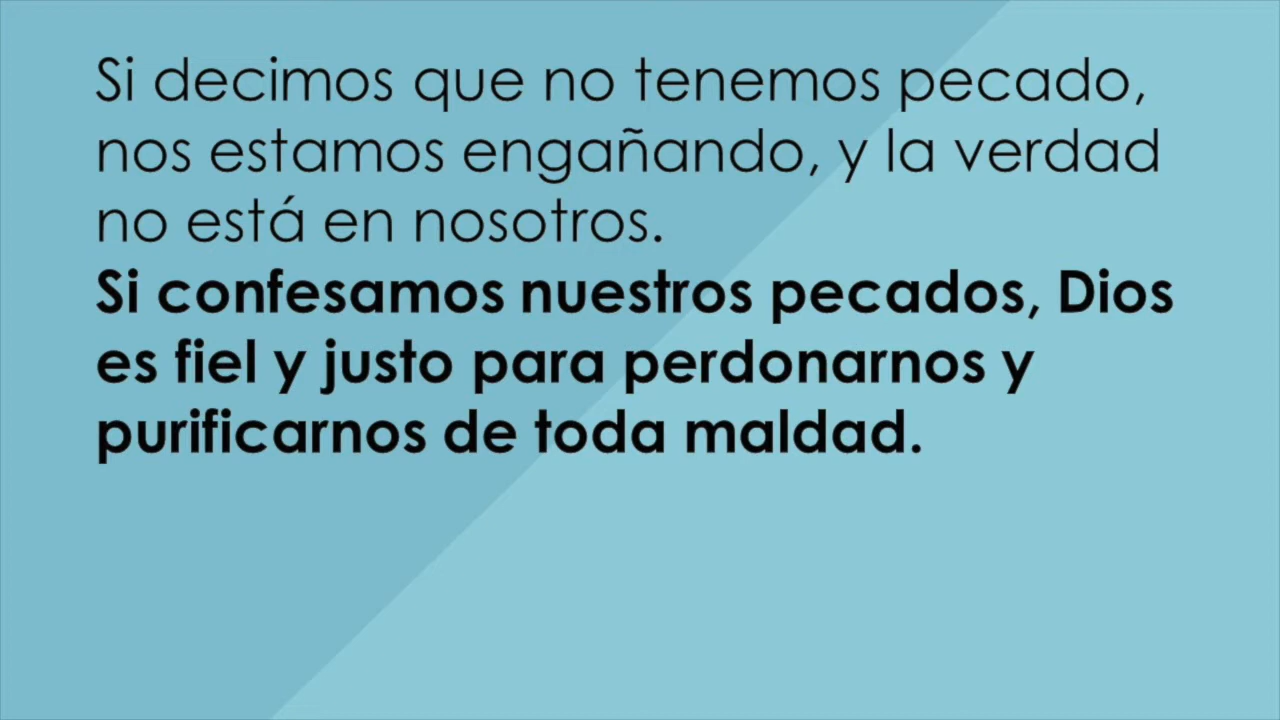 Si decimos que no tenemos pecado,
nos estamos engañando, y la verdad
no está en nosotros.
Si confesamos nuestros pecados, Dios
es fiel y justo para perdonarnos y
purificarnos de toda maldad.